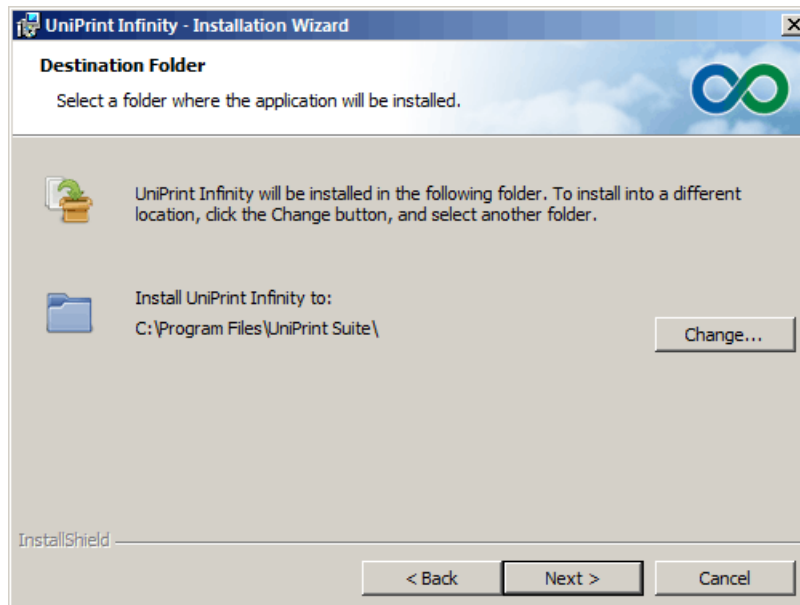 UniPrint Infinity - Installation Wizard
Destination Folder
Select a folder where the application will be installed.
UniPrint Infinity will be installed in the following folder. To install into a different
location, click the Change button, and select another folder.
Install UniPrint Infinity to:
C:\Program Files\UniPrint Suite\
Change...
InstallShield
< Back
Next >
Cancel